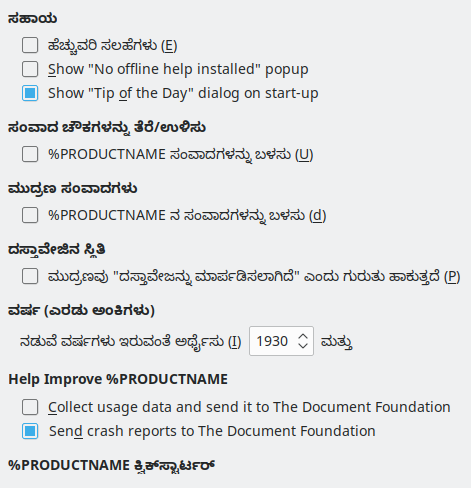 ಸಹಾಯ
ಹೆಚ್ಚುವರಿ ಸಲಹೆಗಳು (E)
Show "No offline help installed" popup
Show "Tip of the Day" dialog on start-up
ಸಂವಾದ ಚೌಕಗಳನ್ನು ತೆರೆ/ಉಳಿಸು
%PRODUCTNAME ಸಂವಾದಗಳನ್ನು ಬಳಸು (U)
ಮುದ್ರಣ ಸಂವಾದಗಳು
%PRODUCTNAME ನ ಸಂವಾದಗಳನ್ನು ಬಳಸು (d)
ದಸ್ತಾವೇಜಿನ ಸ್ಥಿತಿ
ಮುದ್ರಣವು "ದಸ್ತಾವೇಜನ್ನು ಮಾರ್ಪಡಿಸಲಾಗಿದೆ" ಎಂದು ಗುರುತು ಹಾಕುತ್ತದೆ (P)
ವರ್ಷ (ಎರಡು ಅಂಕಿಗಳು)
ನಡುವೆ ವರ್ಷಗಳು ಇರುವಂತೆ ಅರ್ಥೈಸು (I) 1930 ಮತ್ತು
Help Improve %PRODUCTNAME
Collect usage data and send it to The Document Foundation
Send crash reports to The Document Foundation
%PRODUCTNAME ಕ್ವಿಕ್‌ಸ್ಟಾರ್ಟರ್